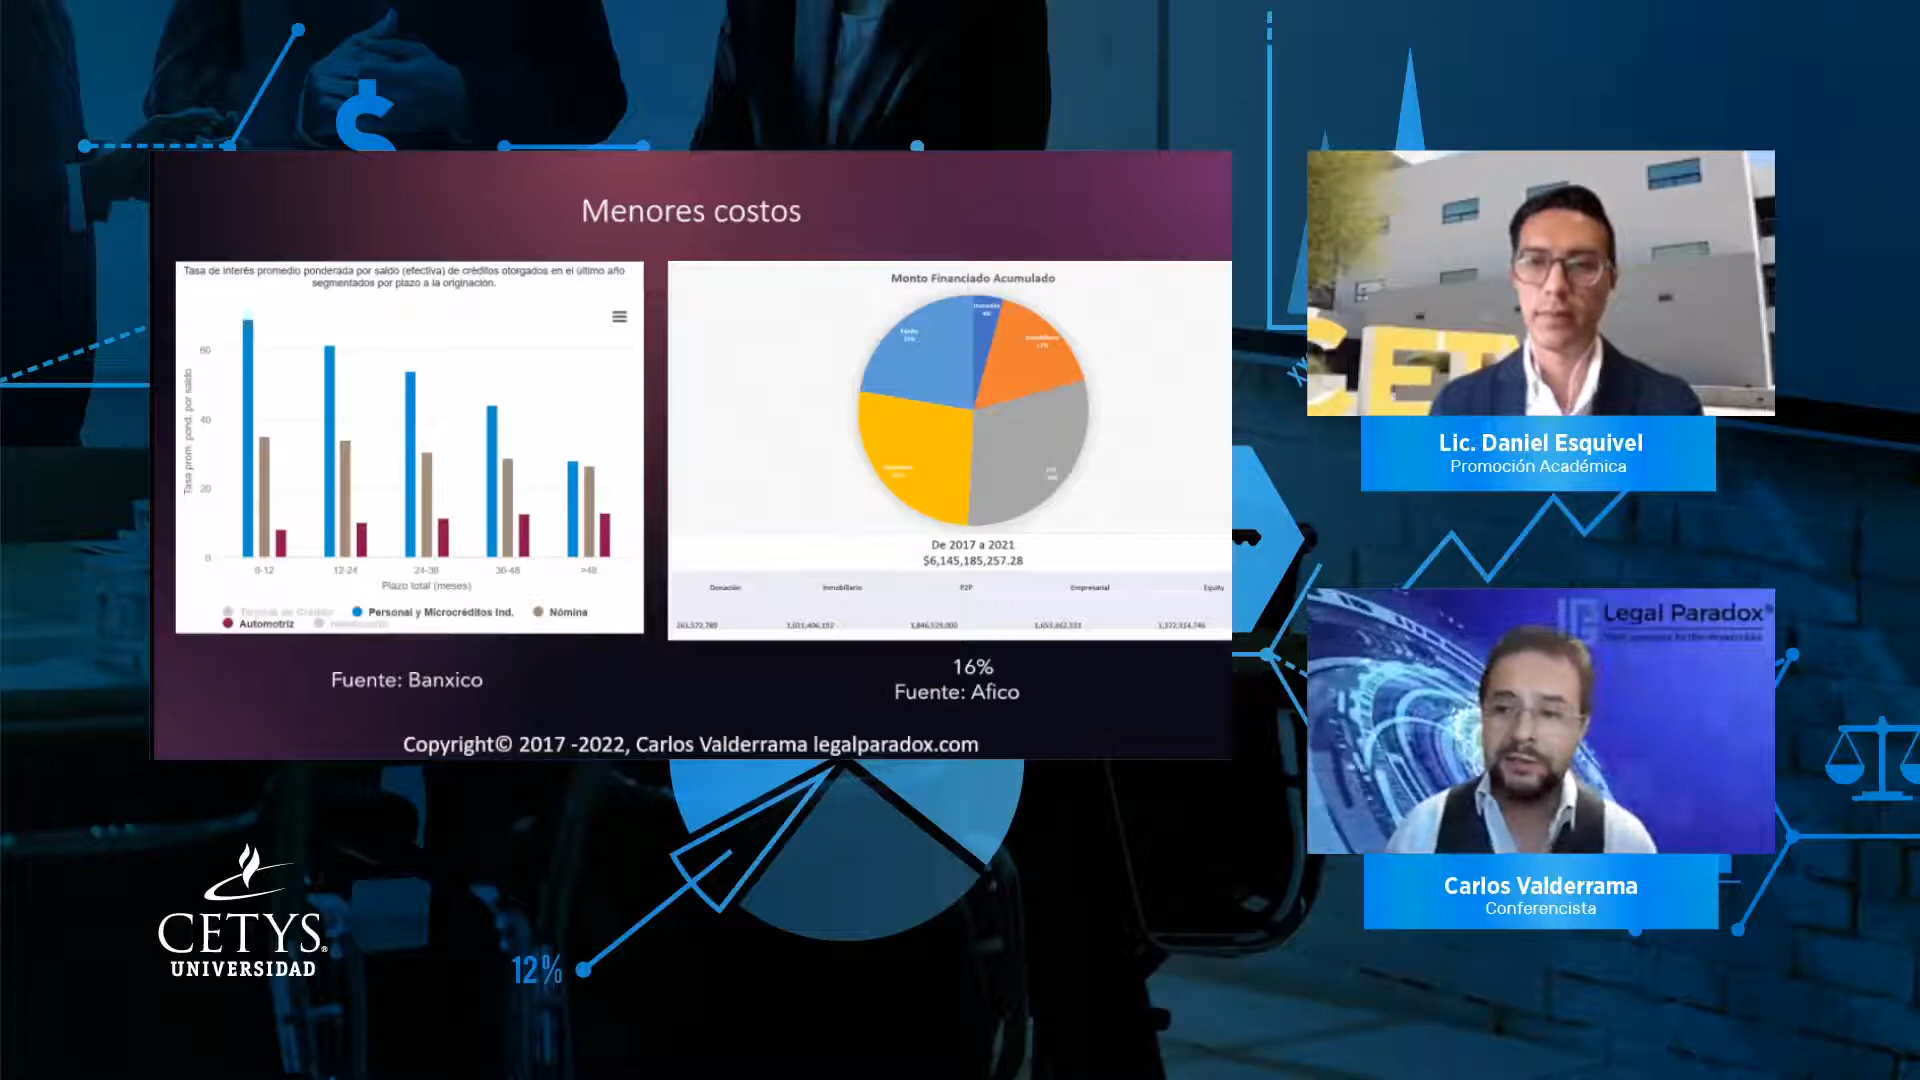 Menores costos
Tasa de interés promedio ponderada por saldo (efectiva) de créditos otorgados en el último año
segmentados por plazo a la originación.
Tasa prom. pond. por saldo
60
40
20
0
0-12
12-24
24-36
36-48
>48
Plazo total (meses)
Tarjeta de Crédito
Personal y Microcréditos Ind.
Nómina
Automotriz
Fuente: Banxico
Monto Financiado Acumulado
De 2017 a 2021
$6,145,185,257.28
Donación
Inmobiliario
P2P
Empresarial
Equity
16%
Fuente: Afico
Copyright© 2017 -2022, Carlos Valderrama legalparadox.com
CETY
Lic. Daniel Esquivel
Promoción Académica
Legal Paradox®
Carlos Valderrama
Conferencista
$
12%
CETYS®
UNIVERSIDAD